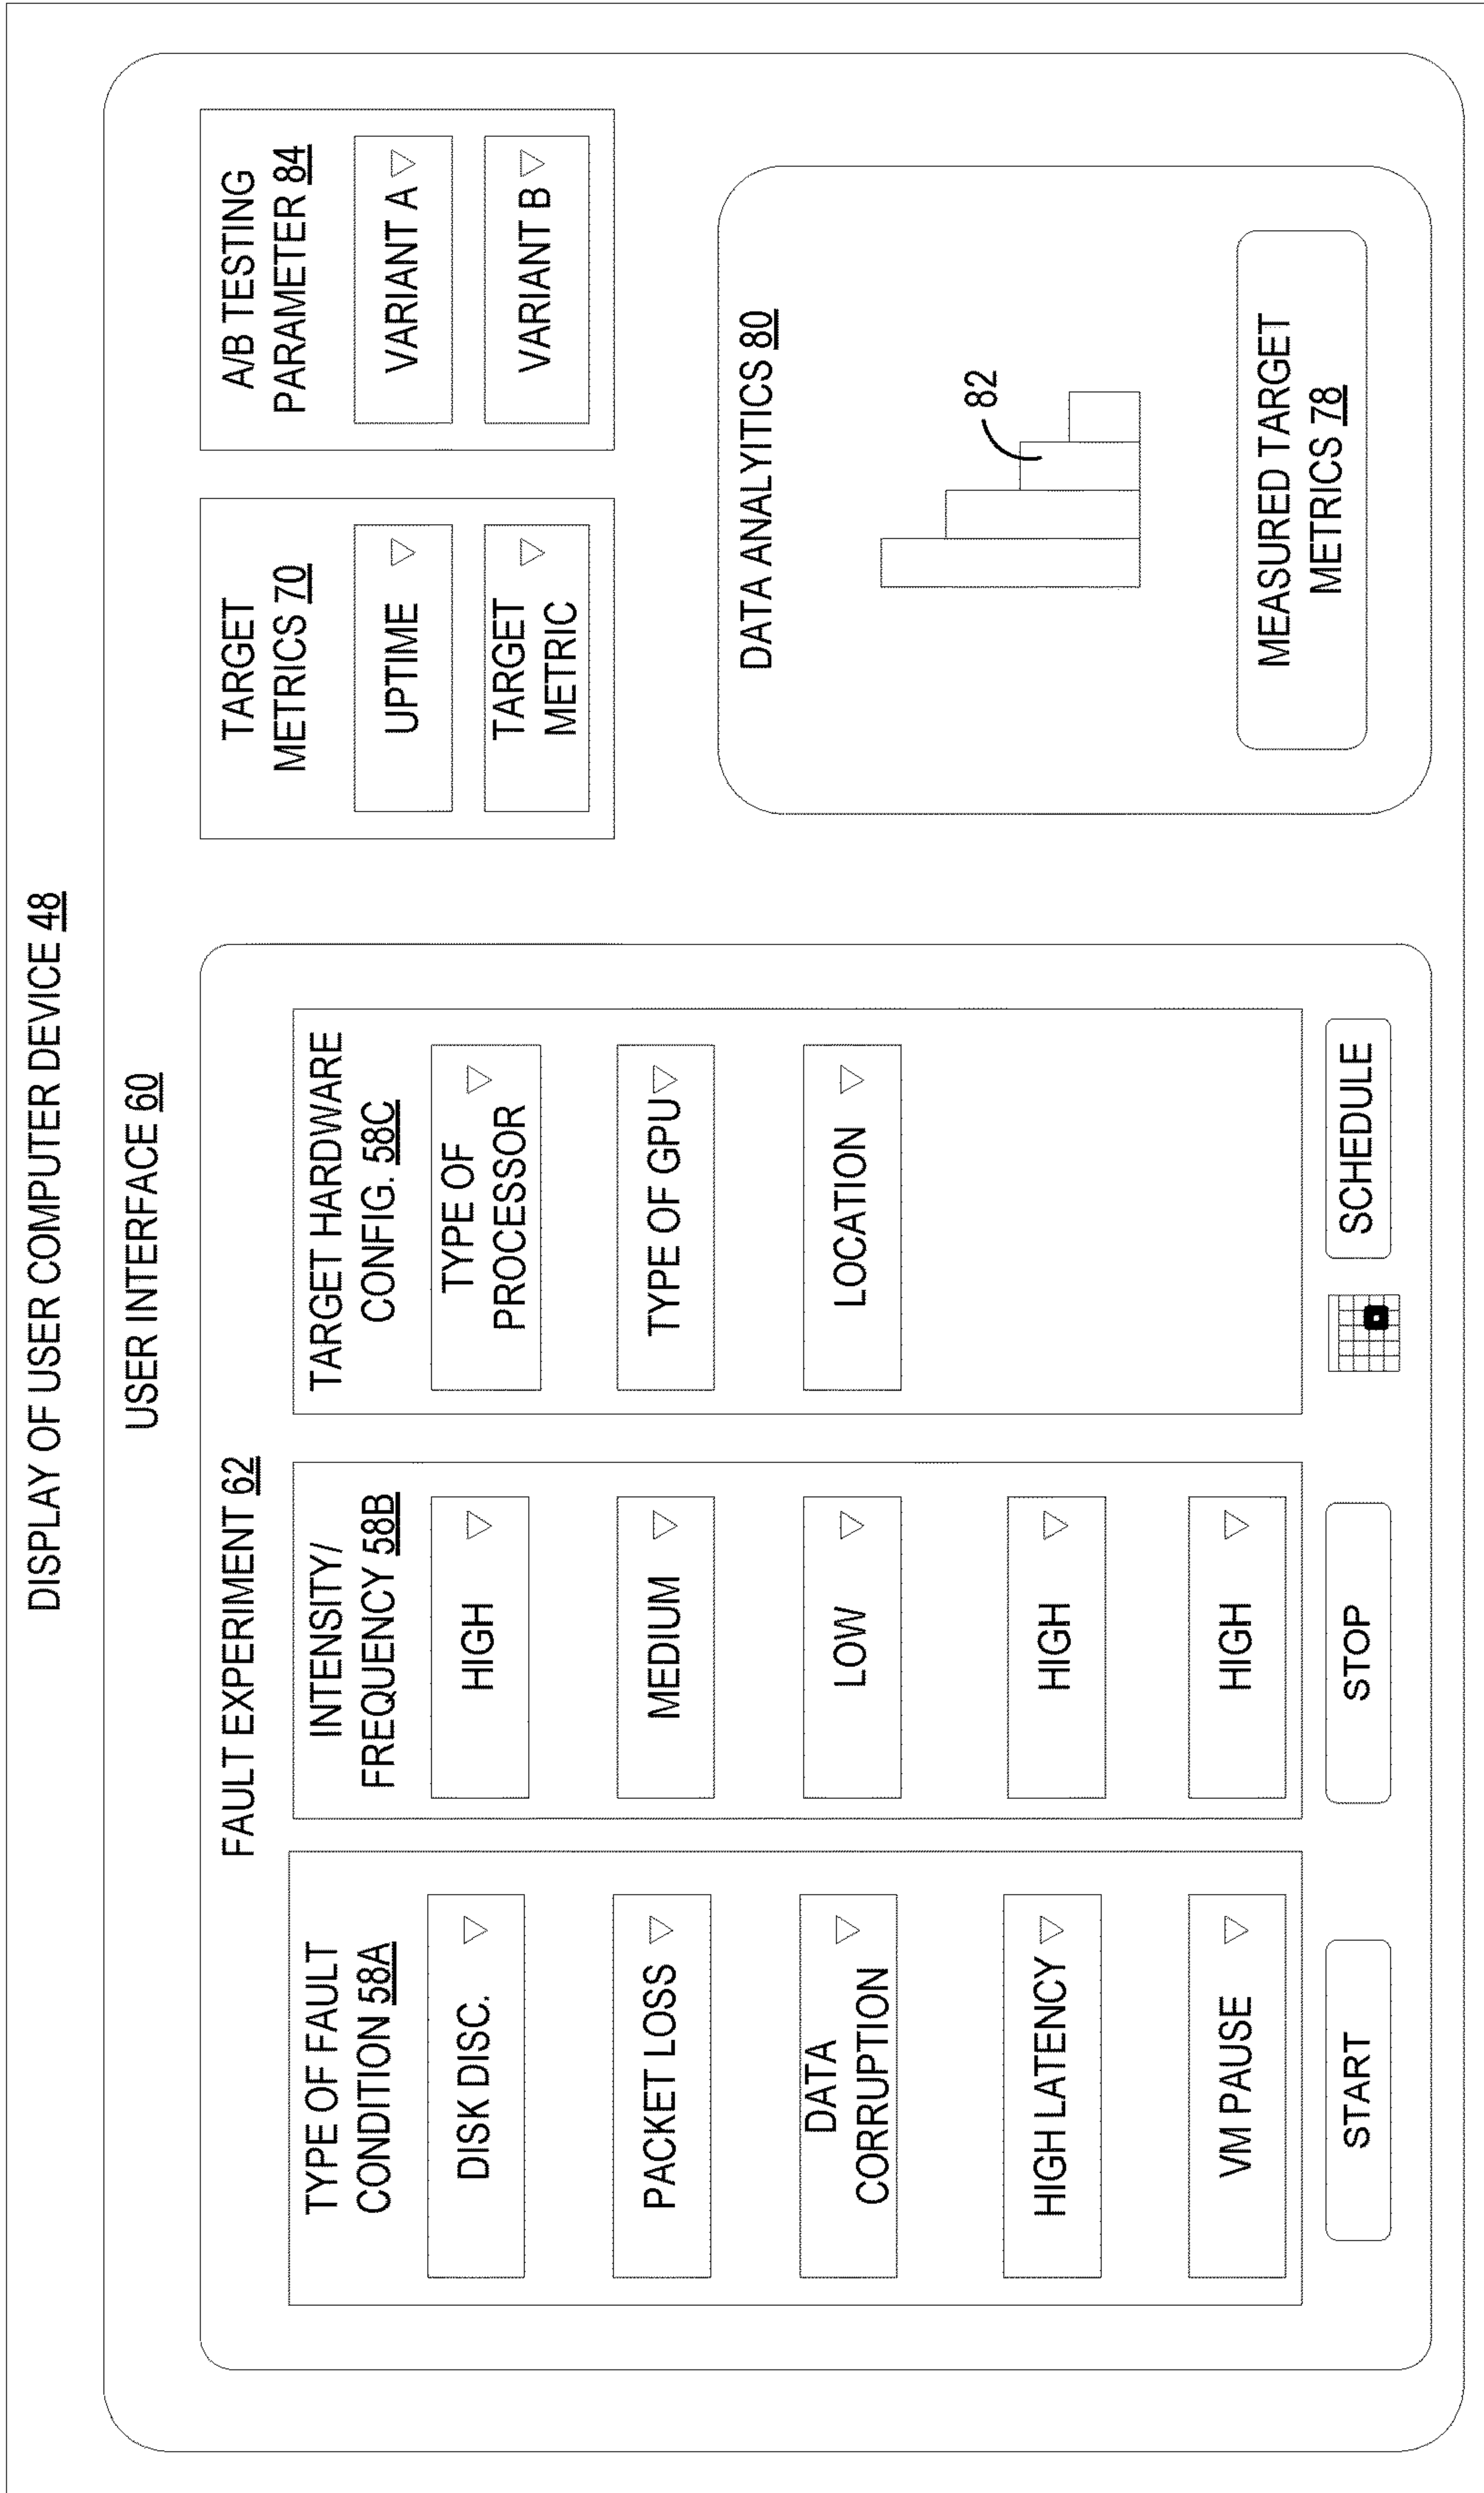 DISPLAY OF USER COMPUTER DEVICE 48
USER INTERFACE 60
FAULT EXPERIMENT 62
TYPE OF FAULT
CONDITION 58A
DISK DISC.
PACKET LOSS
DATA
CORRUPTION
HIGH LATENCY
VM PAUSE
INTENSITY/
FREQUENCY 58B
HIGH
MEDIUM
LOW
HIGH
HIGH
TARGET HARDWARE
CONFIG. 58C
TYPE OF
PROCESSOR
TYPE OF GPU
LOCATION
START
STOP
SCHEDULE
TARGET
METRICS 70
UPTIME
TARGET
METRIC
A/B TESTING
PARAMETER 84
VARIANT A
VARIANT B
DATA ANALYITICS 80
82
MEASURED TARGET
METRICS 78